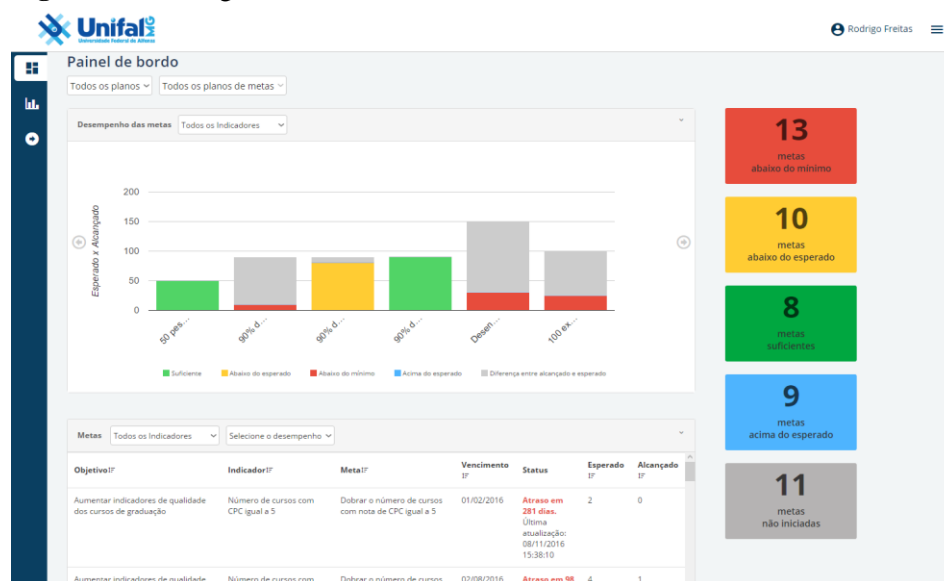 Unifal MG
Universidade Federal de Alfenas
Rodrigo Freitas
Painel de bordo
Todos os planos
Todos os planos de metas
Desempenho das metas Todos os Indicadores
Esperado x Alcançado
200
150
100
50
0
50 pes...
90% d...
90% d...
90% d...
Desen...
100 ex...
Suficiente
Abaixo do esperado
Abaixo do mínimo
Acima do esperado
Diferença entre alcançado e esperado
13
metas
abaixo do mínimo
10
metas
abaixo do esperado
8
metas
suficientes
9
metas
acima do esperado
11
metas
não iniciadas
Metas Todos os Indicadores Selecione o desempenho
Objetivo Indicador Meta Vencimento Status Esperado Alcançado
Aumentar indicadores de qualidade
dos cursos de graduação
Número de cursos com
CPC igual a 5
Dobrar o número de cursos
com nota de CPC igual a 5
01/02/2016
Atraso em
281 dias.
Última
atualização:
08/11/2016
15:38:10
2
0
Aumentar indicadores de qualidade
Número de cursos com
Dobrar o número de cursos
02/08/2016
Atraso em 98
4
1